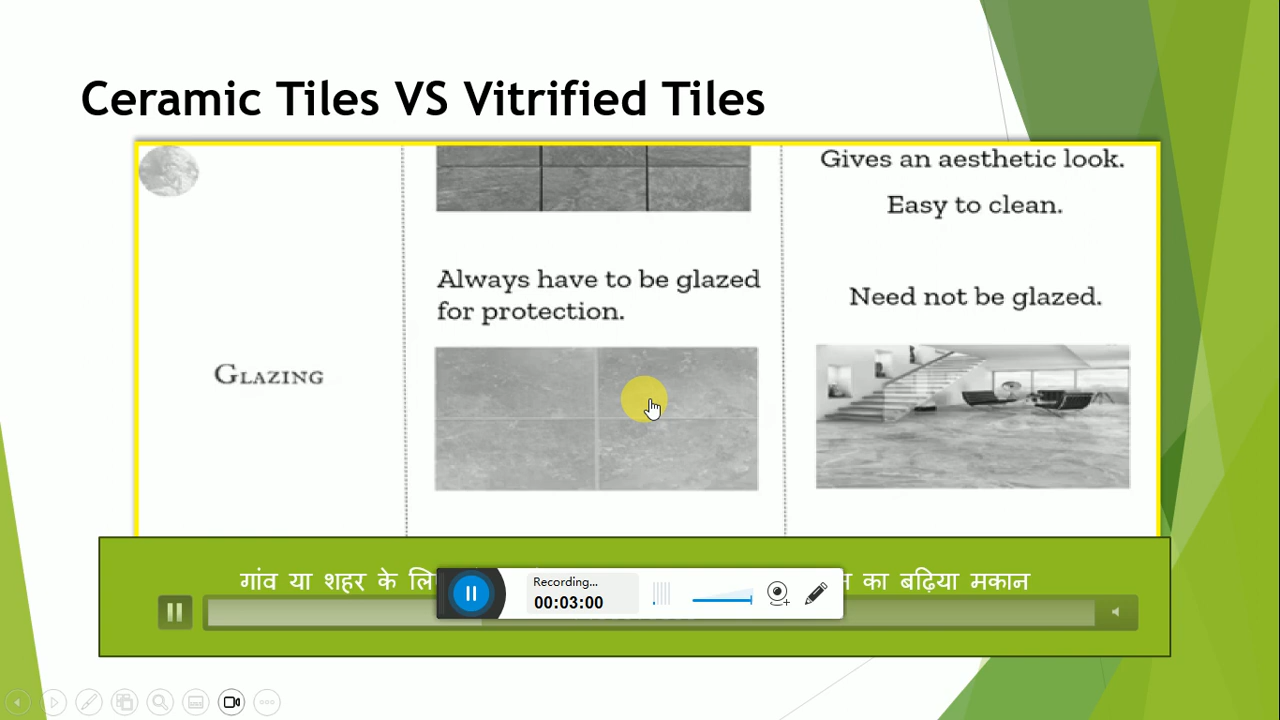 Ceramic Tiles VS Vitrified Tiles
Gives an aesthetic look.
Easy to clean.
Always have to be glazed
for protection.
Need not be glazed.
GLAZING
गांव या शहर के
का बढ़िया मकान
Recording...
00:03:00